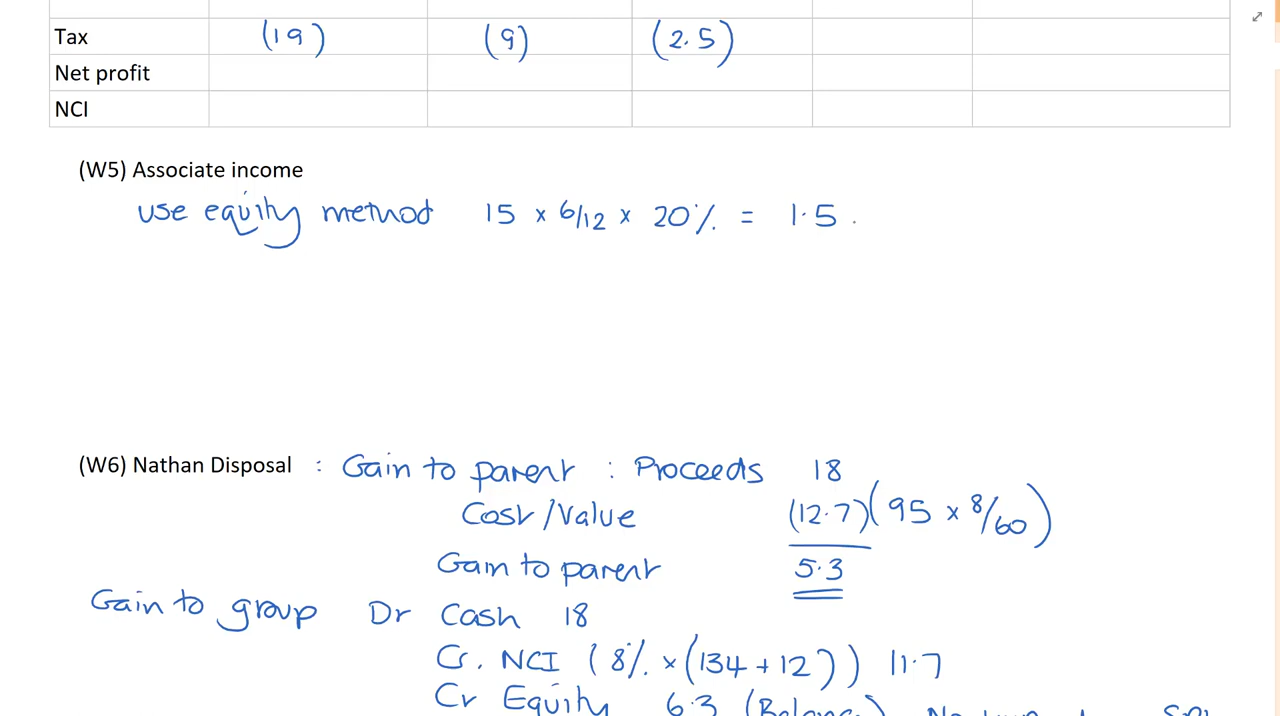 Tax (19) (9) (2.5)
Net profit
NCI
(W5) Associate income
use equity method 15 × 6/12 × 20% = 1.5.
(W6) Nathan Disposal : Gain to parent : Proceeds 18
Cost/Value (12.7) (95 × 8/60)
Gain to parent 5.3
Gain to group Dr Cash 18
Cr. NCI (8% × (134 + 12)) 11.7
Cr Equity 6.3 (Balance)